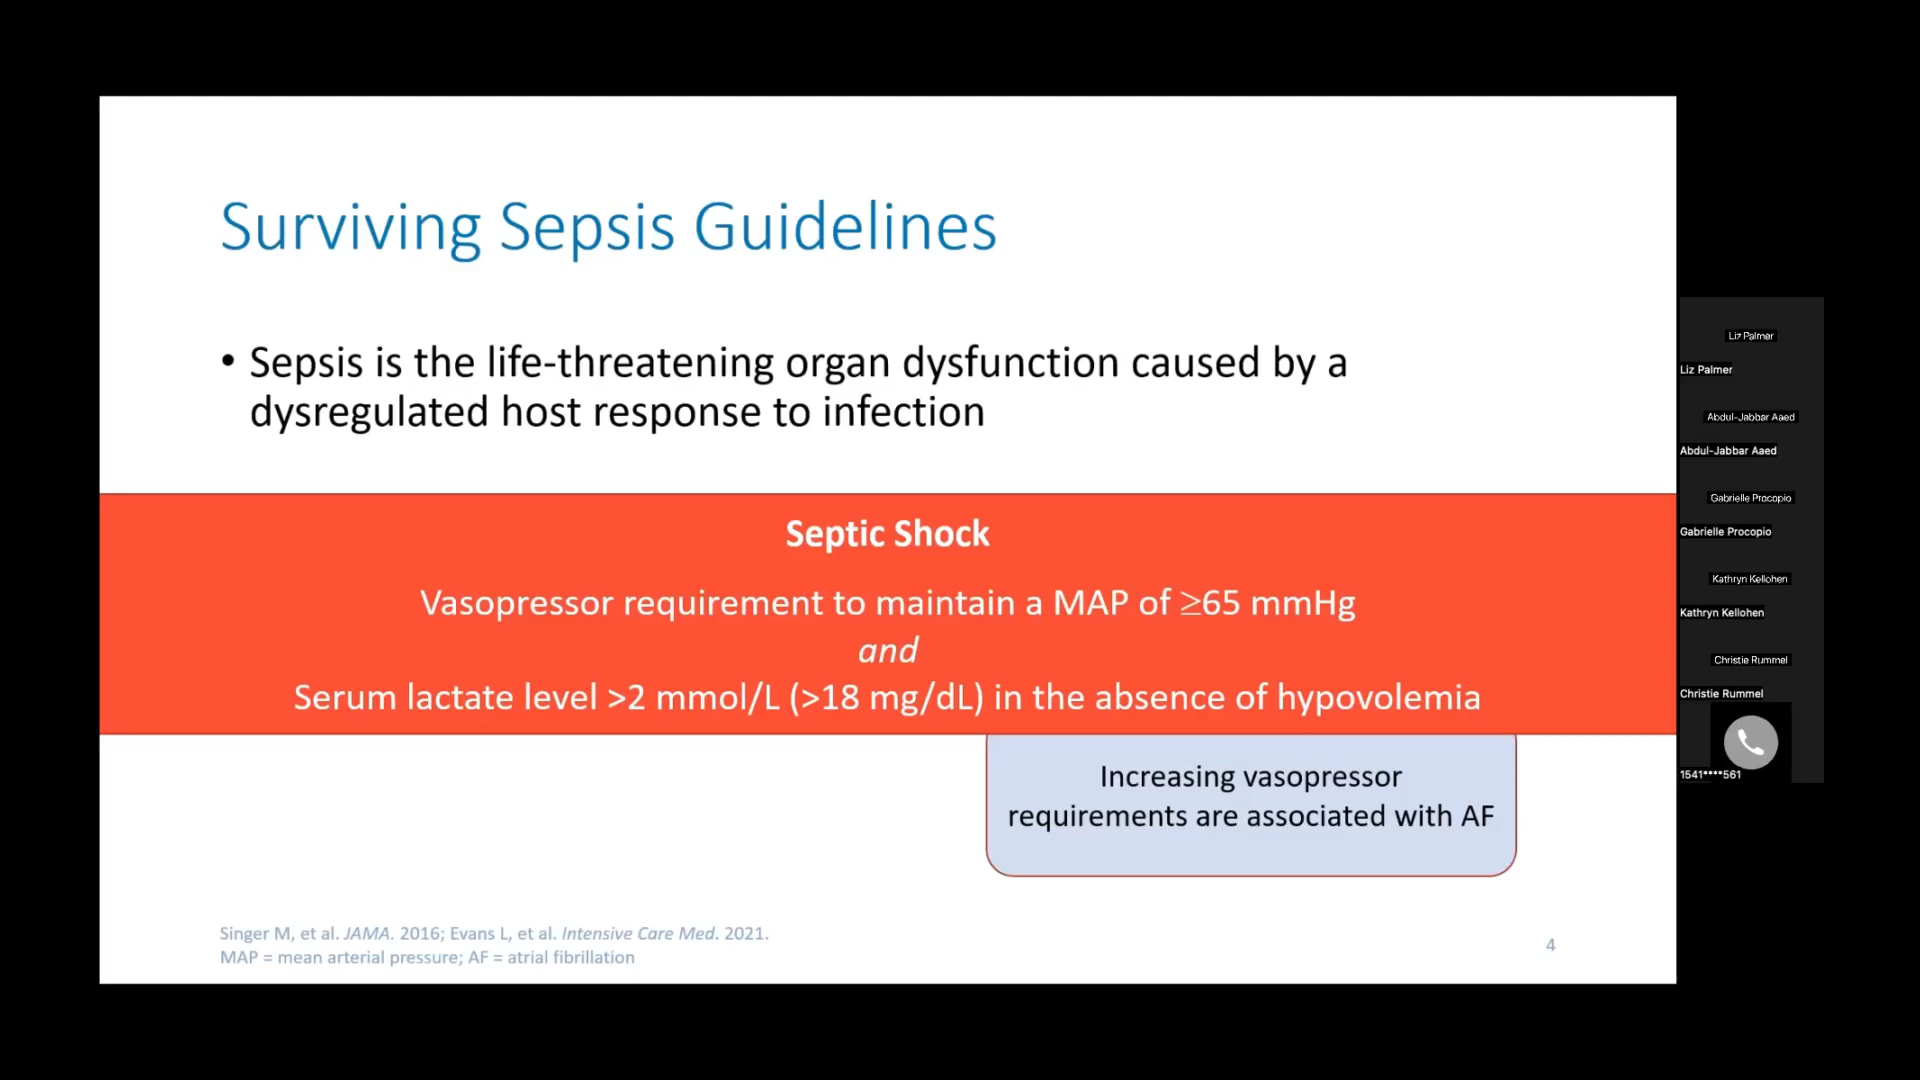 Surviving Sepsis Guidelines
• Sepsis is the life-threatening organ dysfunction caused by a
dysregulated host response to infection
Septic Shock
Vasopressor requirement to maintain a MAP of ≥65 mmHg
and
Serum lactate level >2 mmol/L (>18 mg/dL) in the absence of hypovolemia
Increasing vasopressor
requirements are associated with AF
Singer M, et al. JAMA. 2016; Evans L, et al. Intensive Care Med. 2021.
MAP = mean arterial pressure; AF = atrial fibrillation
4
Liz Palmer
Liz Palmer
Abdul-Jabbar Aaed
Abdul-Jabbar Aaed
Gabrielle Procopio
Gabrielle Procopio
Kathryn Kellohen
Kathryn Kellohen
Christie Rummel
Christie Rummel
1541****561